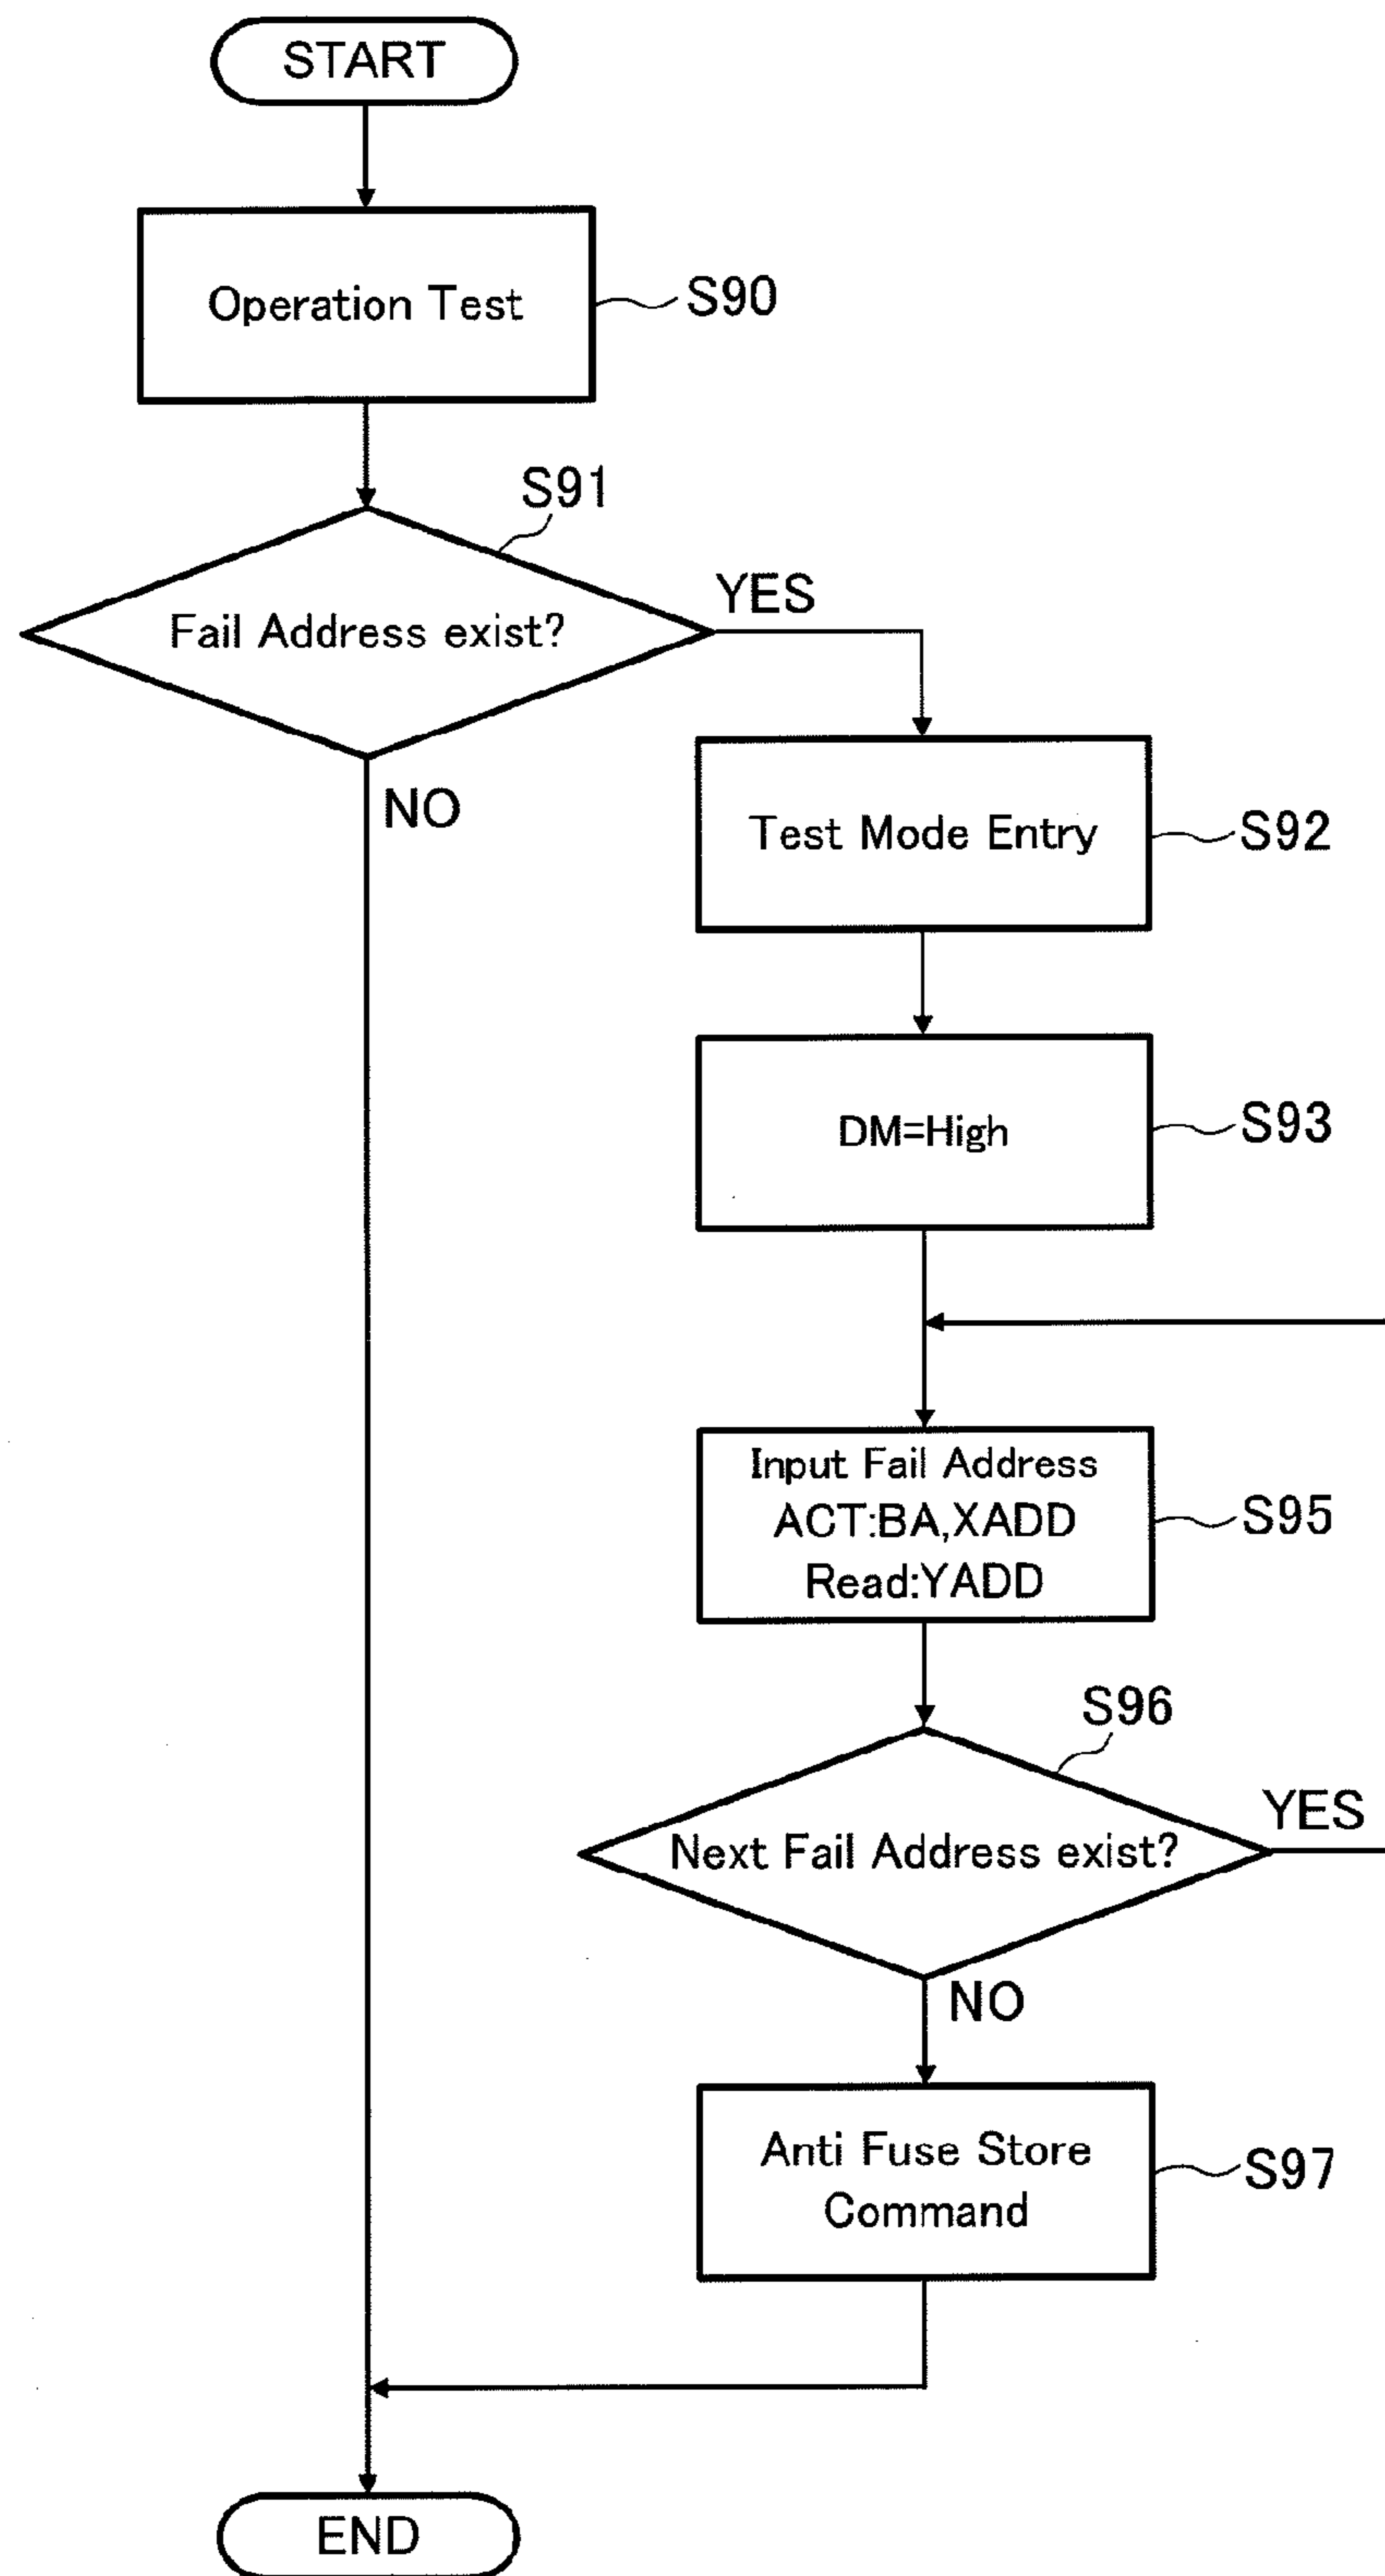 START
Operation Test
S90
S91
Fail Address exist?
YES
NO
Test Mode Entry
S92
DM=High
S93
Input Fail Address
ACT:BA,XADD
Read:YADD
S95
S96
Next Fail Address exist?
YES
NO
Anti Fuse Store
Command
S97
END